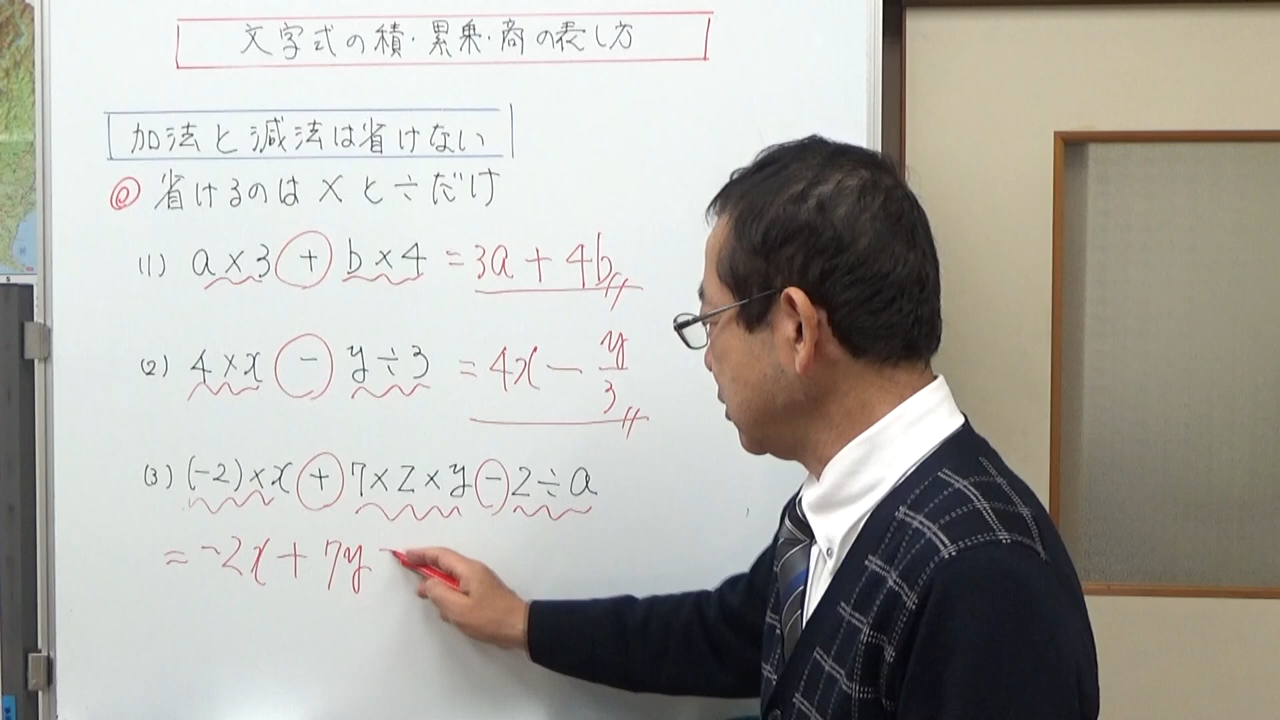 文字式の積・累乗・商の表し方
加法と減法は省けない
◎ 省けるのは×と÷だけ
(1) a×3+b×4 = 3a + 4b
(2) 4×x - y÷3 = 4x - y/3
(3) (-2)×x+7×z×y-2÷a
= -2x + 7y